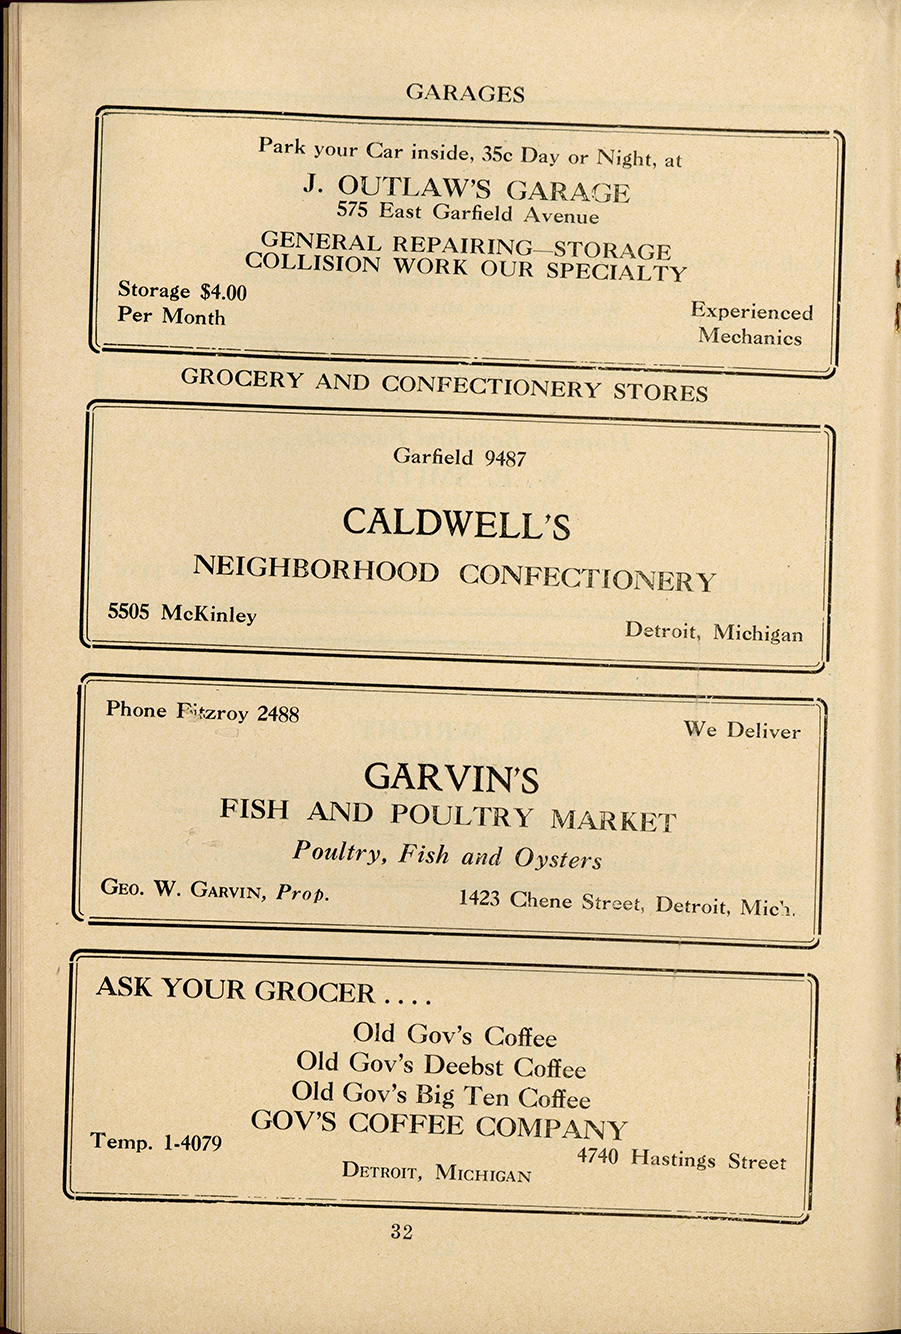 GARAGES
Park your Car inside, 35c Day or Night, at
J. OUTLAW'S GARAGE
575 East Garfield Avenue
GENERAL REPAIRING—STORAGE
COLLISION WORK OUR SPECIALTY
Storage $4.00
Per Month
Experienced
Mechanics
GROCERY AND CONFECTIONERY STORES
Garfield 9487
CALDWELL'S
NEIGHBORHOOD CONFECTIONERY
5505 McKinley
Detroit, Michigan
Phone Fitzroy 2488
We Deliver
GARVIN'S
FISH AND POULTRY MARKET
Poultry, Fish and Oysters
GEO. W. GARVIN, Prop.
1423 Chene Street, Detroit, Mich.
ASK YOUR GROCER . . . .
Old Gov's Coffee
Old Gov's Deebst Coffee
Old Gov's Big Ten Coffee
GOV'S COFFEE COMPANY
Temp. 1-4079
4740 Hastings Street
DETROIT, MICHIGAN
32